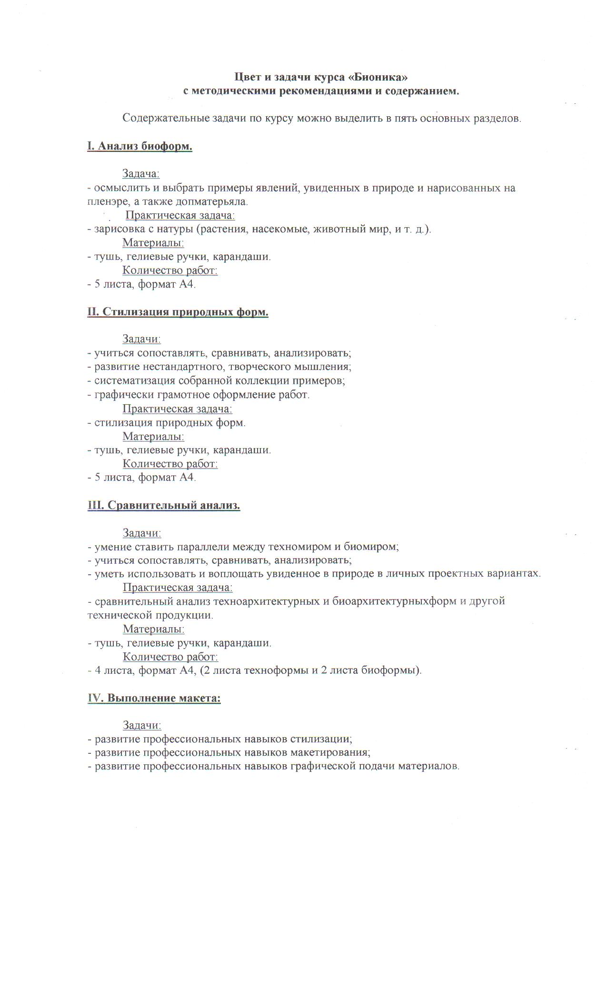 Цвет и задачи курса «Бионика»
с методическими рекомендациями и содержанием.
Содержательные задачи по курсу можно выделить в пять основных разделов.
I. Анализ биоформ.
Задача:
- осмыслить и выбрать примеры явлений, увиденных в природе и нарисованных на
пленэре, а также допматерьяла.
Практическая задача:
- зарисовка с натуры (растения, насекомые, животный мир, и т. д.).
Материалы:
- тушь, гелиевые ручки, карандаши.
Количество работ:
- 5 листа, формат А4.
II. Стилизация природных форм.
Задачи:
- учиться сопоставлять, сравнивать, анализировать;
- развитие нестандартного, творческого мышления;
- систематизация собранной коллекции примеров;
- графически грамотное оформление работ.
Практическая задача:
- стилизация природных форм.
Материалы:
- тушь, гелиевые ручки, карандаши.
Количество работ:
- 5 листа, формат А4.
III. Сравнительный анализ.
Задачи:
- умение ставить параллели между техномиром и биомиром;
- учиться сопоставлять, сравнивать, анализировать;
- уметь использовать и воплощать увиденное в природе в личных проектных вариантах.
Практическая задача:
- сравнительный анализ техноархитектурных и биоархитектурныхформ и другой
технической продукции.
Материалы:
- тушь, гелиевые ручки, карандаши.
Количество работ:
- 4 листа, формат А4, (2 листа техноформы и 2 листа биоформы).
IV. Выполнение макета:
Задачи:
- развитие профессиональных навыков стилизации;
- развитие профессиональных навыков макетирования;
- развитие профессиональных навыков графической подачи материалов.